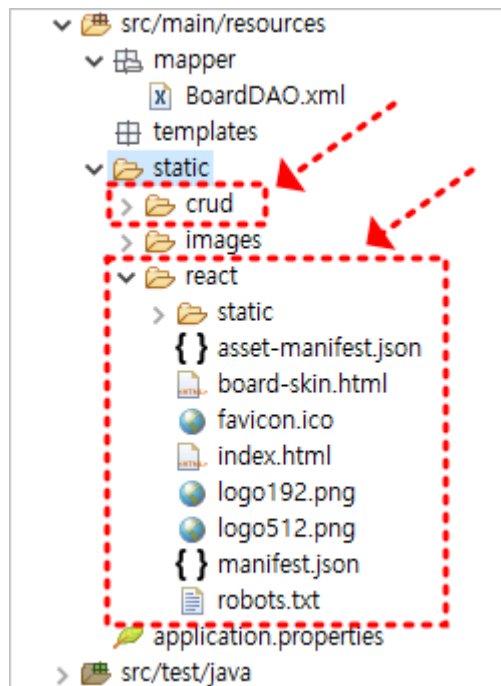 src/main/resources
mapper
X BoardDAO.xml
templates
static
crud
images
react
static
{ } asset-manifest.json
board-skin.html
favicon.ico
index.html
logo192.png
logo512.png
{ } manifest.json
robots.txt
application.properties
src/test/java